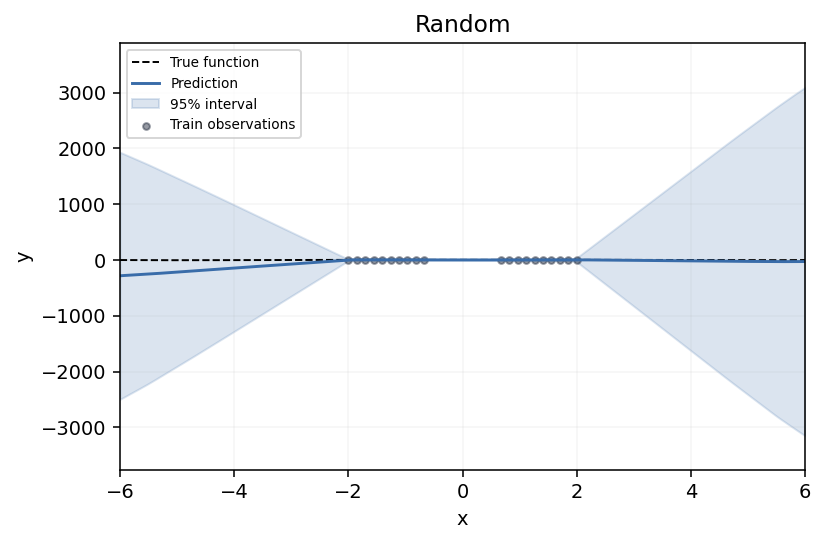 Random
True function
Prediction
95% interval
Train observations
3000
2000
1000
0
−1000
−2000
−3000
y
−6 −4 −2 0 2 4 6
x